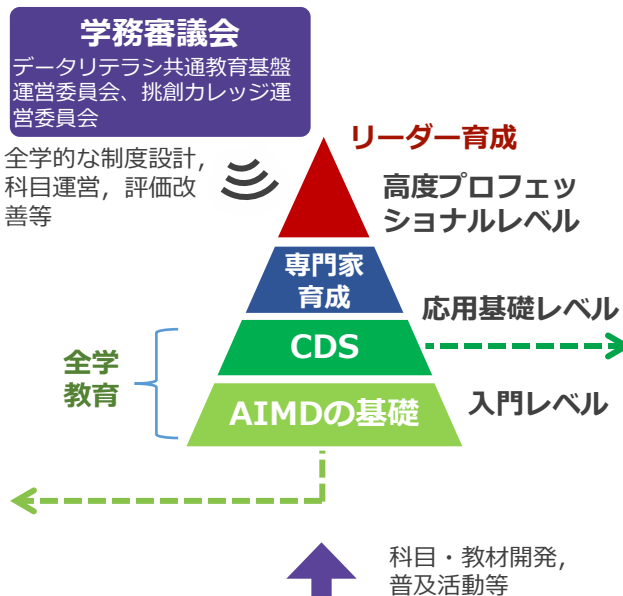 学務審議会
データリテラシ共通教育基盤
運営委員会、挑創カレッジ運
営委員会
全学的な制度設計，
科目運営，評価改
善等
リーダー育成
高度プロフェッ
ショナルレベル
専門家
育成
応用基礎レベル
CDS
全学
教育
AIMDの基礎
入門レベル
科目・教材開発，
普及活動等